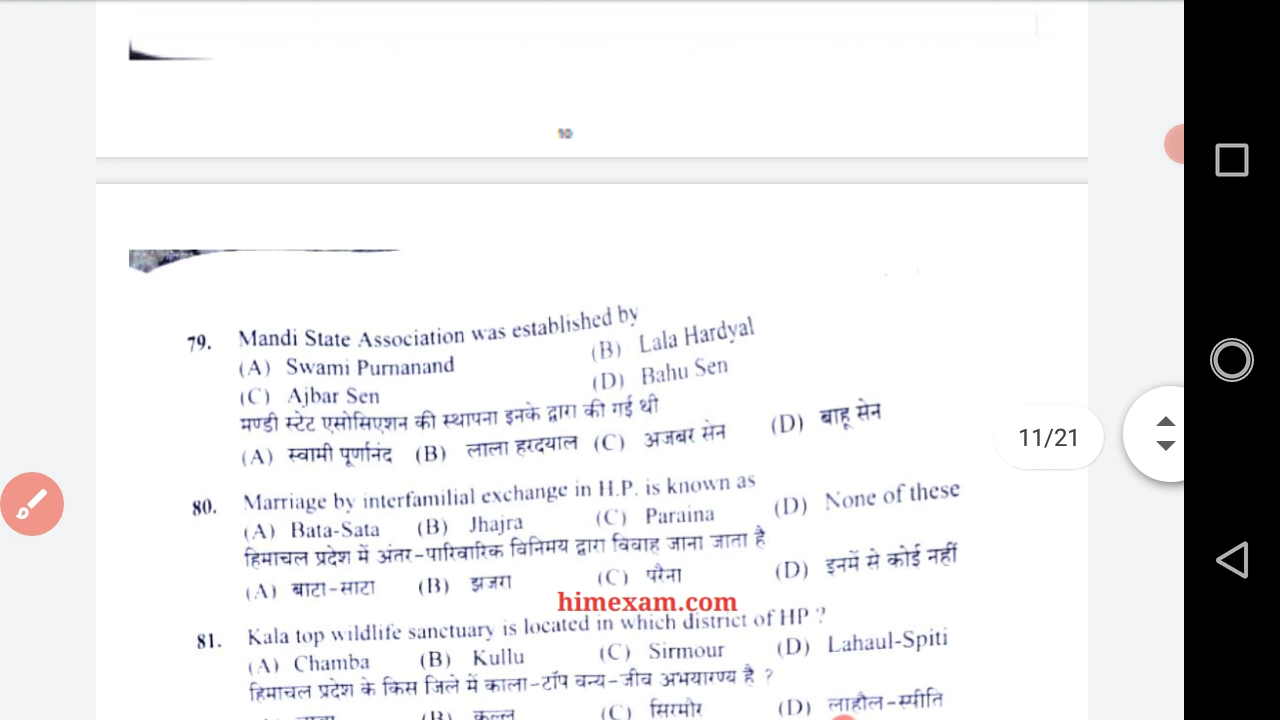 10
79. Mandi State Association was established by
(A) Swami Purnanand (B) Lala Hardyal
(C) Ajbar Sen (D) Bahu Sen
मण्डी स्टेट एसोसिएशन की स्थापना इनके द्वारा की गई थी
(A) स्वामी पूर्णानंद (B) लाला हरदयाल (C) अजबर सेन (D) बाहू सेन
11/21
80. Marriage by interfamilial exchange in H.P. is known as
(A) Bata-Sata (B) Jhajra (C) Paraina (D) None of these
हिमाचल प्रदेश में अंतर-पारिवारिक विनिमय द्वारा विवाह जाना जाता है
(A) बाटा-साटा (B) झजरा (C) परैना (D) इनमें से कोई नहीं
himexam.com
81. Kala top wildlife sanctuary is located in which district of HP ?
(A) Chamba (B) Kullu (C) Sirmour (D) Lahaul-Spiti
हिमाचल प्रदेश के किस जिले में काला-टॉप वन्य-जीव अभयारण्य है ?
(B) कुल्लू (C) सिरमौर (D) लाहौल-स्पीति